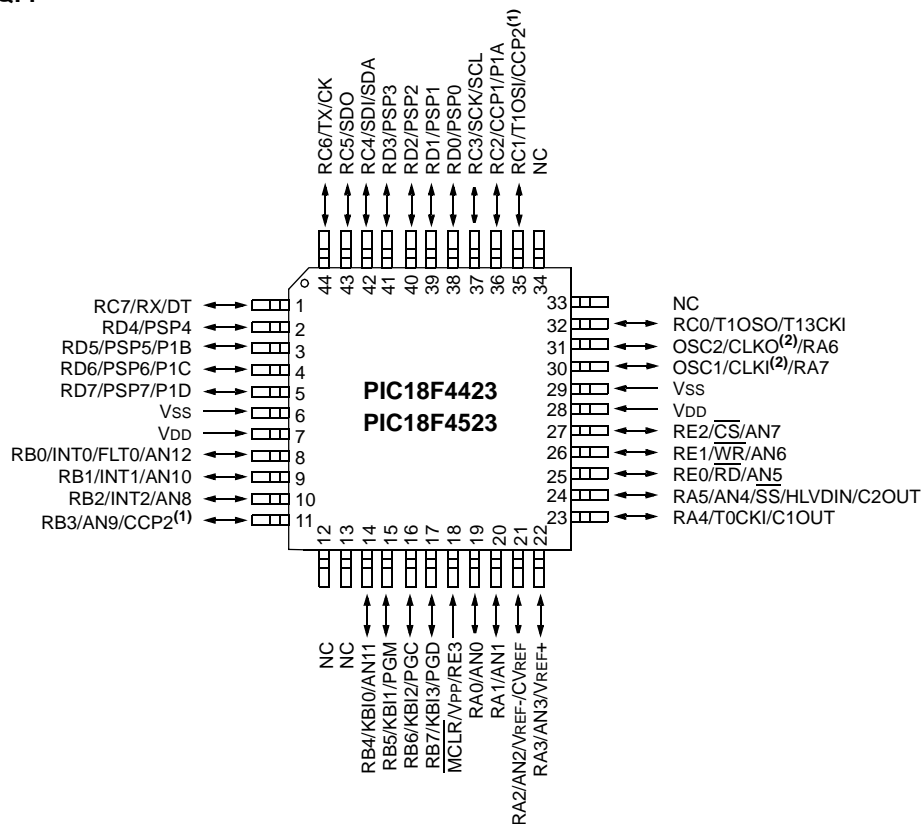 RC6/TX/CK
RC5/SDO
RC4/SDI/SDA
RD3/PSP3
RD2/PSP2
RD1/PSP1
RD0/PSP0
RC3/SCK/SCL
RC2/CCP1/P1A
RC1/T1OSI/CCP2(1)
NC
44
43
42
41
40
39
38
37
36
35
34
RC7/RX/DT 1
RD4/PSP4 2
RD5/PSP5/P1B 3
RD6/PSP6/P1C 4
RD7/PSP7/P1D 5
VSS 6
VDD 7
RB0/INT0/FLT0/AN12 8
RB1/INT1/AN10 9
RB2/INT2/AN8 10
RB3/AN9/CCP2(1) 11
PIC18F4423
PIC18F4523
33 NC
32 RC0/T1OSO/T13CKI
31 OSC2/CLKO(2)/RA6
30 OSC1/CLKI(2)/RA7
29 VSS
28 VDD
27 RE2/CS/AN7
26 RE1/WR/AN6
25 RE0/RD/AN5
24 RA5/AN4/SS/HLVDIN/C2OUT
23 RA4/T0CKI/C1OUT
12
13
14
15
16
17
18
19
20
21
22
NC
NC
RB4/KBI0/AN11
RB5/KBI1/PGM
RB6/KBI2/PGC
RB7/KBI3/PGD
MCLR/VPP/RE3
RA0/AN0
RA1/AN1
RA2/AN2/VREF-/CVREF
RA3/AN3/VREF+